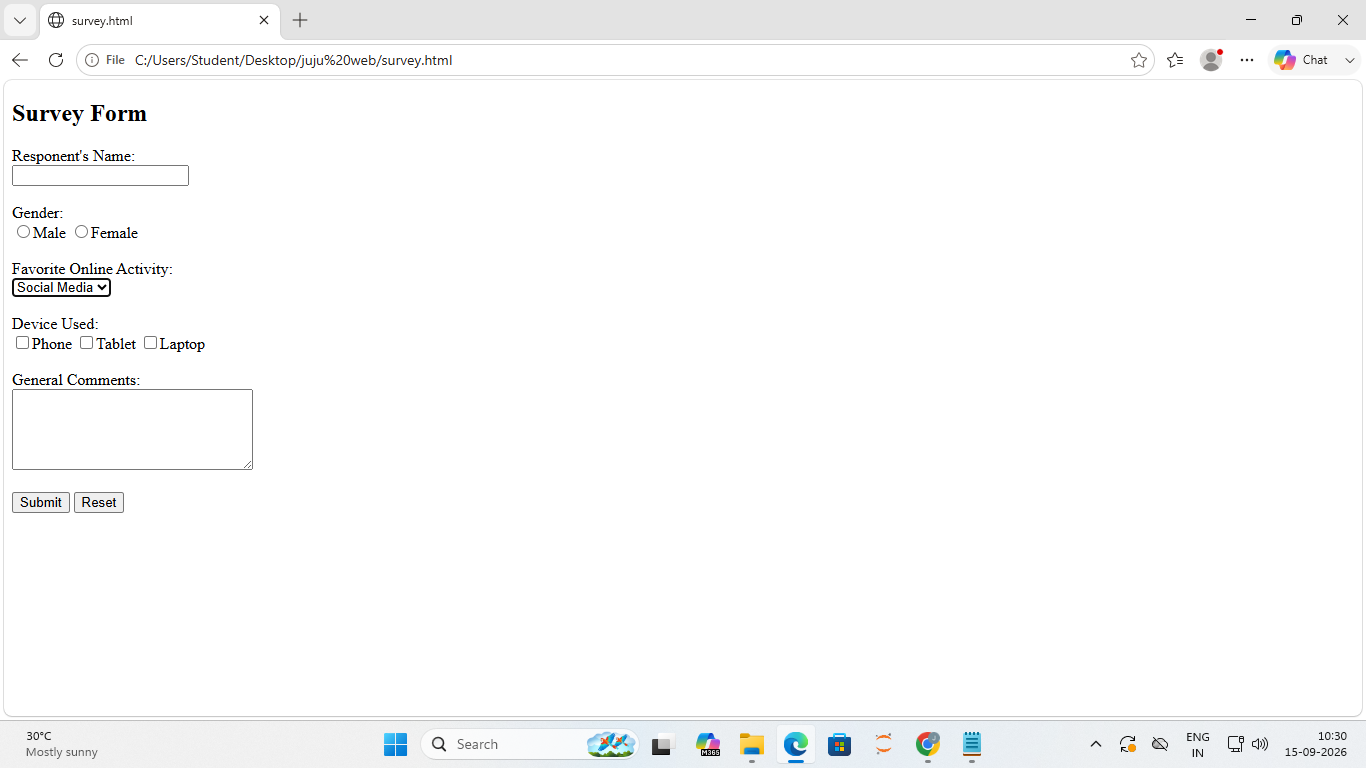 survey.html
File C:/Users/Student/Desktop/juju%20web/survey.html
Chat
Survey Form
Responent's Name:
Gender:
Male Female
Favorite Online Activity:
Social Media
Device Used:
Phone Tablet Laptop
General Comments:
Submit Reset
30°C
Mostly sunny
Search
M365
ENG
IN
10:30
15-09-2026